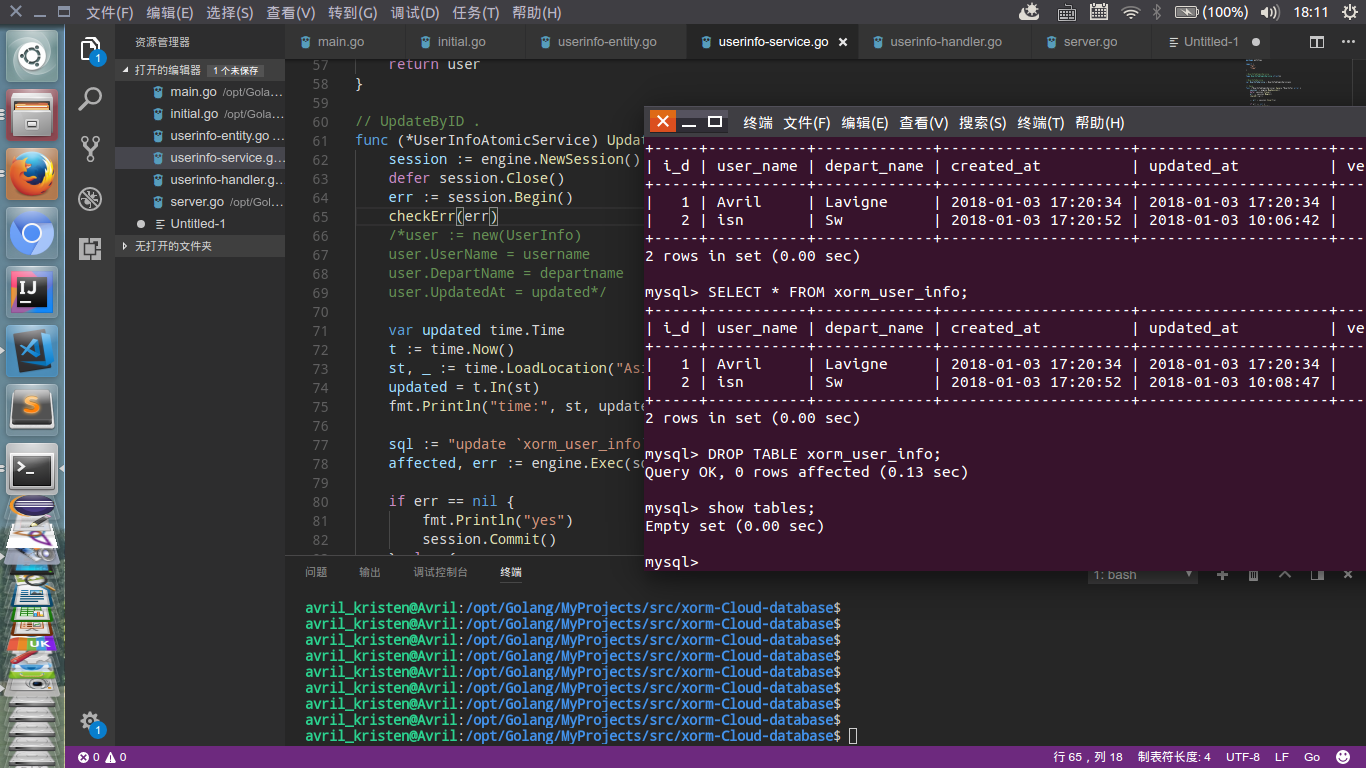 文件(F) 编辑(E) 选择(S) 查看(V) 转到(G) 调试(D) 任务(T) 帮助(H)
(100%) 18:11
资源管理器
打开的编辑器 1 个未保存
main.go /opt/Gola...
initial.go /opt/Gola...
userinfo-entity.go ...
userinfo-service.g...
userinfo-handler.g...
server.go /opt/Gol...
Untitled-1
无打开的文件夹
1
1
main.go initial.go userinfo-entity.go userinfo-service.go userinfo-handler.go server.go Untitled-1
57 return user
58 }
59
60 // UpdateByID .
61 func (*UserInfoAtomicService) Updat
62 session := engine.NewSession()
63 defer session.Close()
64 err := session.Begin()
65 checkErr(err)
66 /*user := new(UserInfo)
67 user.UserName = username
68 user.DepartName = departname
69 user.UpdatedAt = updated*/
70
71 var updated time.Time
72 t := time.Now()
73 st, _ := time.LoadLocation("Asi
74 updated = t.In(st)
75 fmt.Println("time:", st, update
76
77 sql := "update `xorm_user_info
78 affected, err := engine.Exec(sq
79
80 if err == nil {
81 fmt.Println("yes")
82 session.Commit()
终端 文件(F) 编辑(E) 查看(V) 搜索(S) 终端(T) 帮助(H)
+-----+-----------+-------------+---------------------+---------------------+----
| i_d | user_name | depart_name | created_at | updated_at | ve
+-----+-----------+-------------+---------------------+---------------------+----
| 1 | Avril | Lavigne | 2018-01-03 17:20:34 | 2018-01-03 17:20:34 |
| 2 | isn | Sw | 2018-01-03 17:20:52 | 2018-01-03 10:06:42 |
+-----+-----------+-------------+---------------------+---------------------+----
2 rows in set (0.00 sec)
mysql> SELECT * FROM xorm_user_info;
+-----+-----------+-------------+---------------------+---------------------+----
| i_d | user_name | depart_name | created_at | updated_at | ve
+-----+-----------+-------------+---------------------+---------------------+----
| 1 | Avril | Lavigne | 2018-01-03 17:20:34 | 2018-01-03 17:20:34 |
| 2 | isn | Sw | 2018-01-03 17:20:52 | 2018-01-03 10:08:47 |
+-----+-----------+-------------+---------------------+---------------------+----
2 rows in set (0.00 sec)
mysql> DROP TABLE xorm_user_info;
Query OK, 0 rows affected (0.13 sec)
mysql> show tables;
Empty set (0.00 sec)
mysql>
问题 输出 调试控制台 终端 1: bash
avril_kristen@Avril:/opt/Golang/MyProjects/src/xorm-Cloud-database$
avril_kristen@Avril:/opt/Golang/MyProjects/src/xorm-Cloud-database$
avril_kristen@Avril:/opt/Golang/MyProjects/src/xorm-Cloud-database$
avril_kristen@Avril:/opt/Golang/MyProjects/src/xorm-Cloud-database$
avril_kristen@Avril:/opt/Golang/MyProjects/src/xorm-Cloud-database$
avril_kristen@Avril:/opt/Golang/MyProjects/src/xorm-Cloud-database$
avril_kristen@Avril:/opt/Golang/MyProjects/src/xorm-Cloud-database$
avril_kristen@Avril:/opt/Golang/MyProjects/src/xorm-Cloud-database$
avril_kristen@Avril:/opt/Golang/MyProjects/src/xorm-Cloud-database$
0 0 行 65，列 18 制表符长度: 4 UTF-8 LF Go
IJ
UK